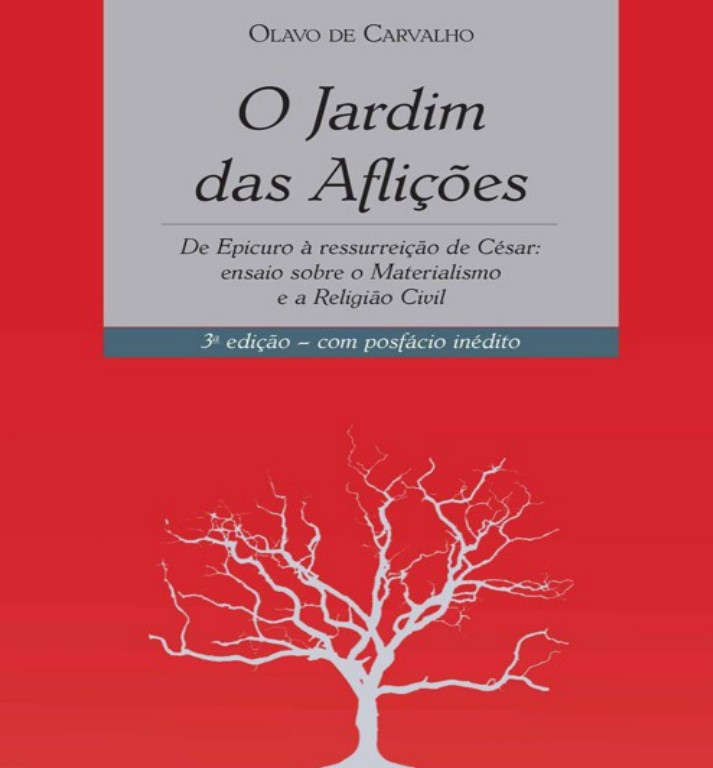 Olavo de Carvalho
O Jardim
das Aflições
De Epicuro à ressurreição de César:
ensaio sobre o Materialismo
e a Religião Civil
3ª edição – com posfácio inédito